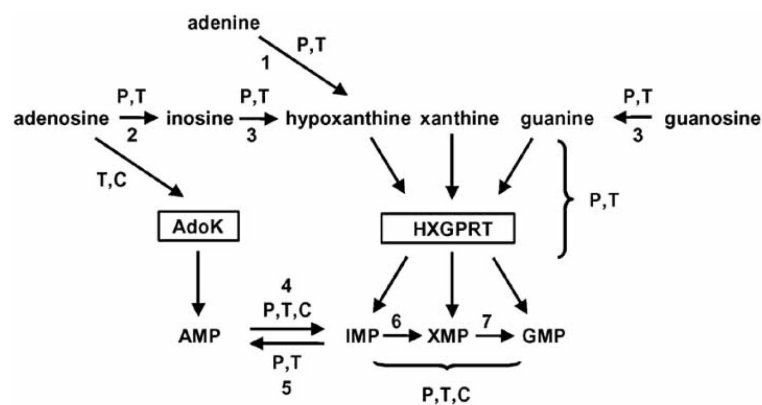 adenine
P,T
1
P,T
P,T
P,T
adenosine inosine hypoxanthine xanthine guanine guanosine
2
3
3
T,C
P,T
AdoK
HXGPRT
4
P,T,C
6
7
AMP
IMP XMP GMP
P,T
5
P,T,C